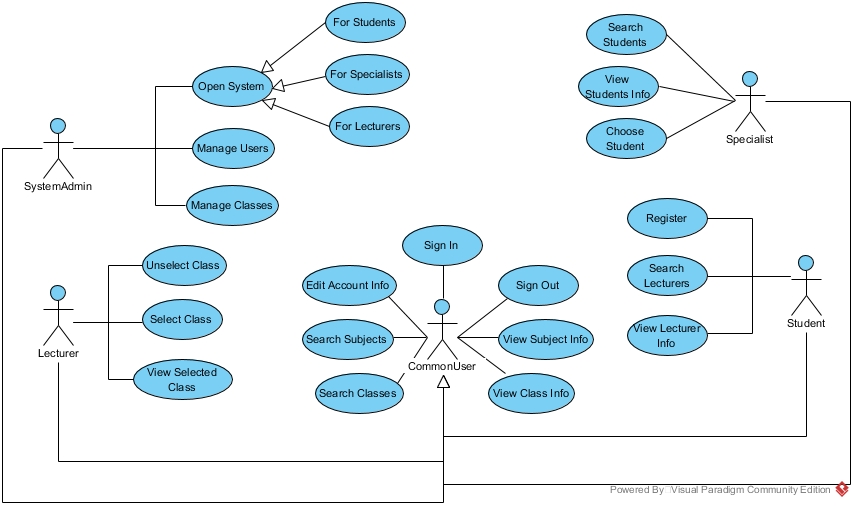 For Students
Search
Students
Open System
For Specialists
View
Students Info
For Lecturers
Choose
Student
Specialist
Manage Users
SystemAdmin
Manage Classes
Register
Sign In
Unselect Class
Edit Account Info
Sign Out
Search
Lecturers
Select Class
Student
Search Subjects
View Subject Info
View Lecturer
Info
Lecturer
CommonUser
View Selected
Class
Search Classes
View Class Info
Powered By Visual Paradigm Community Edition